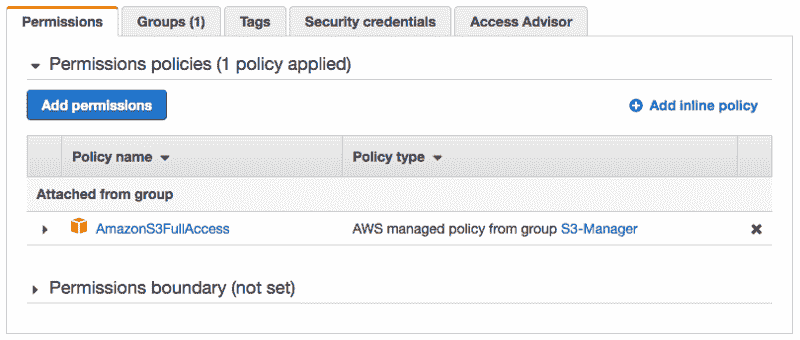 Permissions Groups (1) Tags Security credentials Access Advisor
Permissions policies (1 policy applied)
Add permissions Add inline policy
Policy name Policy type
Attached from group
AmazonS3FullAccess AWS managed policy from group S3-Manager
Permissions boundary (not set)